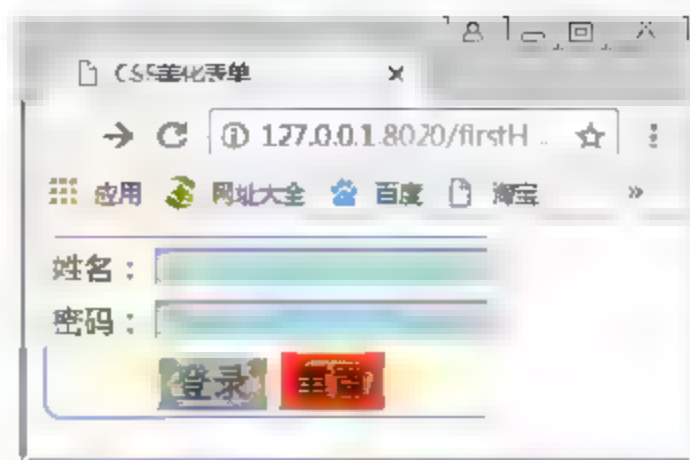 CSS美化表单
127.0.0.1:8020/firstH...
应用 网址大全 百度 淘宝 »
姓名：
密码：
登录 重置